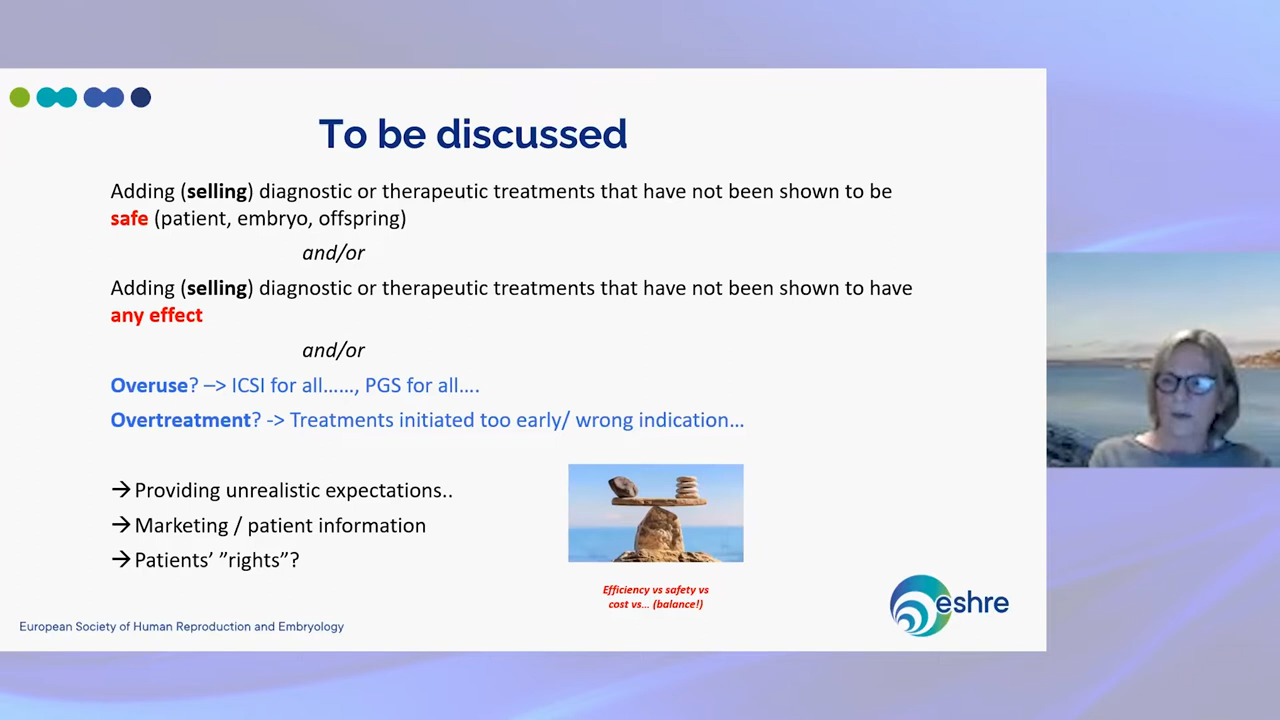 To be discussed
Adding (selling) diagnostic or therapeutic treatments that have not been shown to be
safe (patient, embryo, offspring)
and/or
Adding (selling) diagnostic or therapeutic treatments that have not been shown to have
any effect
and/or
Overuse? –> ICSI for all……, PGS for all….
Overtreatment? -> Treatments initiated too early/ wrong indication…
→ Providing unrealistic expectations..
→ Marketing / patient information
→ Patients’ ”rights”?
Efficiency vs safety vs
cost vs… (balance!)
eshre
European Society of Human Reproduction and Embryology